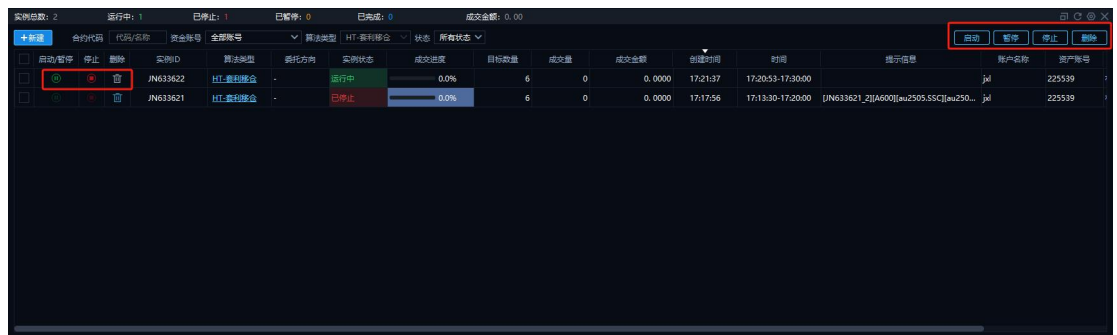 实例总数: 2 运行中: 1 已停止: 1 已暂停: 0 已完成: 0 成交金额: 0.00
+新建 合约代码 代码/名称 资金账号 全部账号 算法类型 HT-套利移仓 状态 所有状态 启动 暂停 停止 删除
启动/暂停 停止 删除 实例ID 算法类型 委托方向 实例状态 成交进度 目标数量 成交量 成交金额 创建时间 时间 提示信息 账户名称 资产账号
JN633622 HT-套利移仓 - 运行中 0.0% 6 0 0.0000 17:21:37 17:20:53-17:30:00 jxl 225539
JN633621 HT-套利移仓 - 已停止 0.0% 6 0 0.0000 17:17:56 17:13:30-17:20:00 [JN633621_2][A600][au2505.SSC][au250... jxl 225539